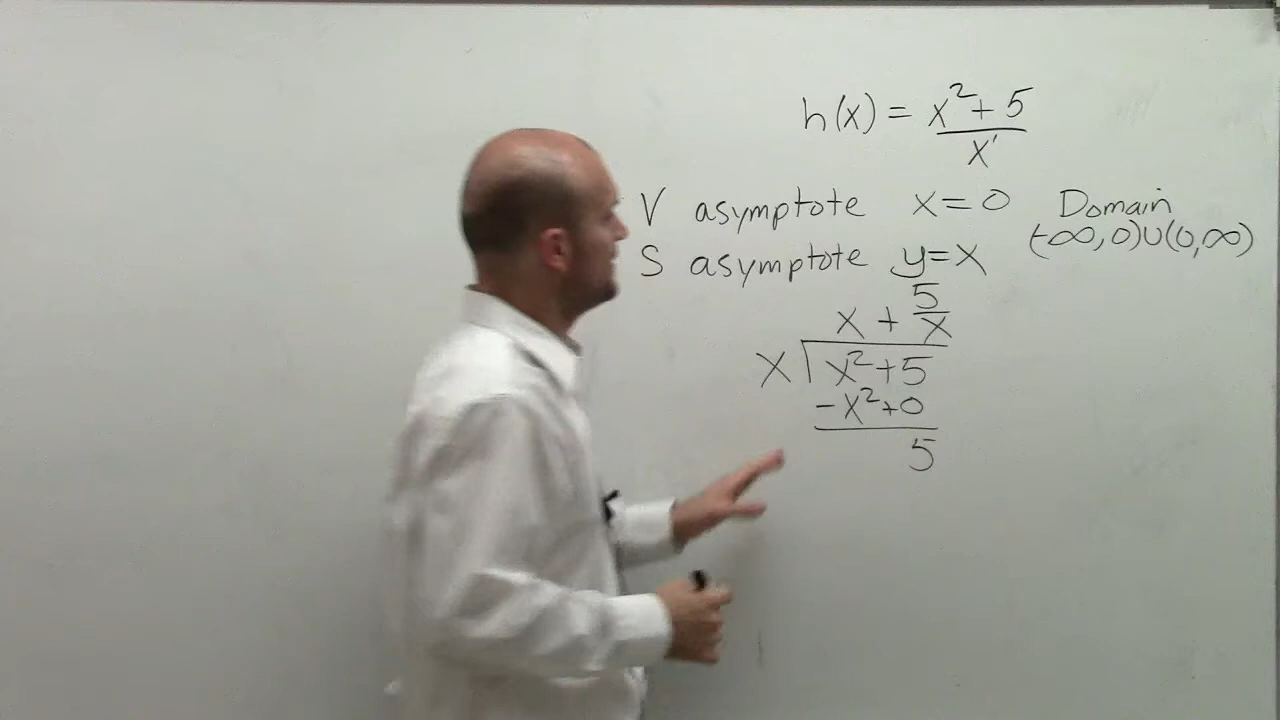 h(x) = x² + 5
x'
V asymptote x = 0 Domain
S asymptote y = x (-∞, 0)∪(0, ∞)
5
x + x
x x² + 5
- x² + 0
5